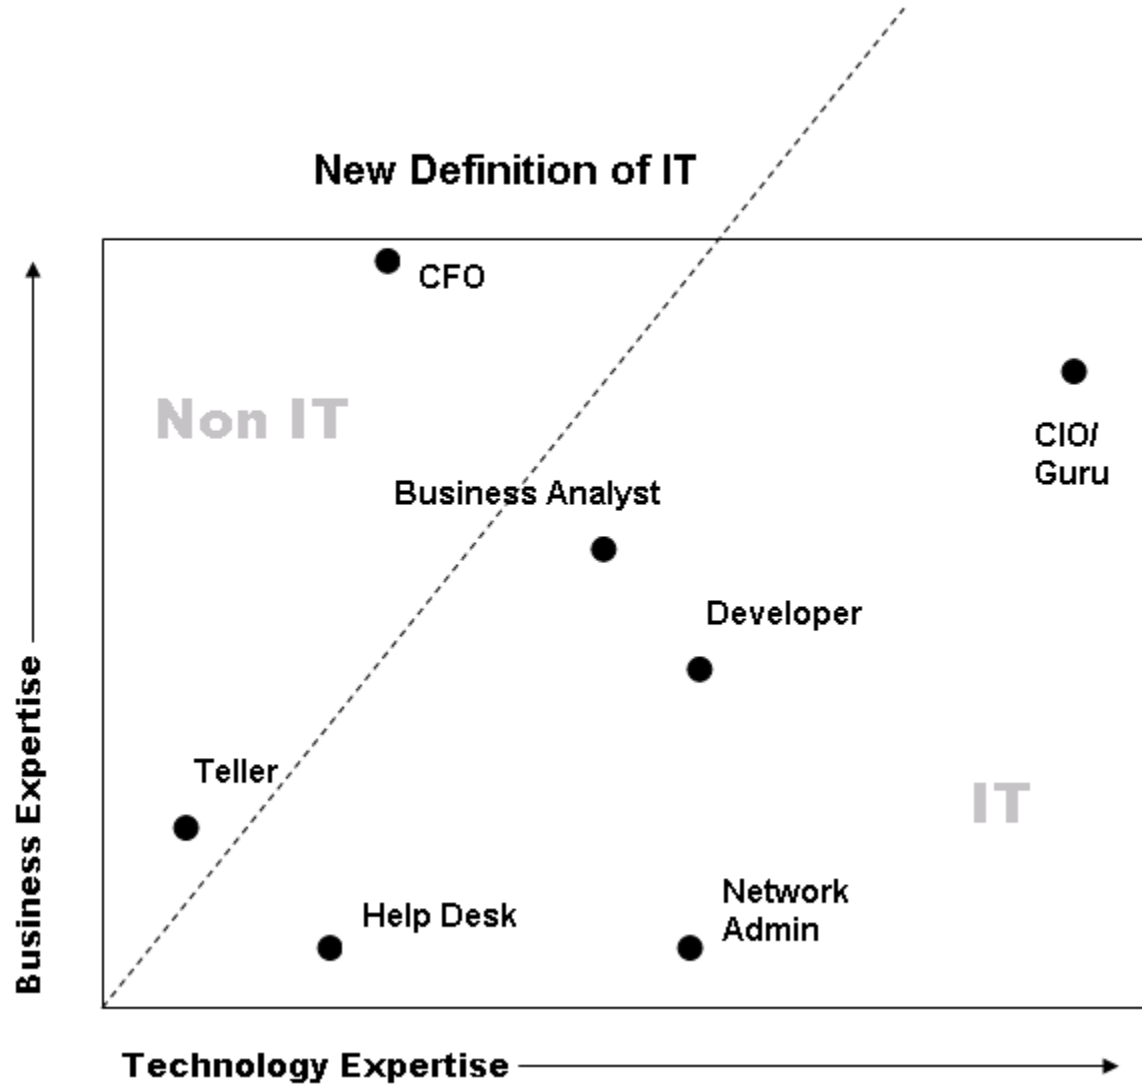 New Definition of IT
CFO
Non IT
CIO/
Guru
Business Analyst
Developer
Teller
IT
Help Desk
Network
Admin
Business Expertise
Technology Expertise